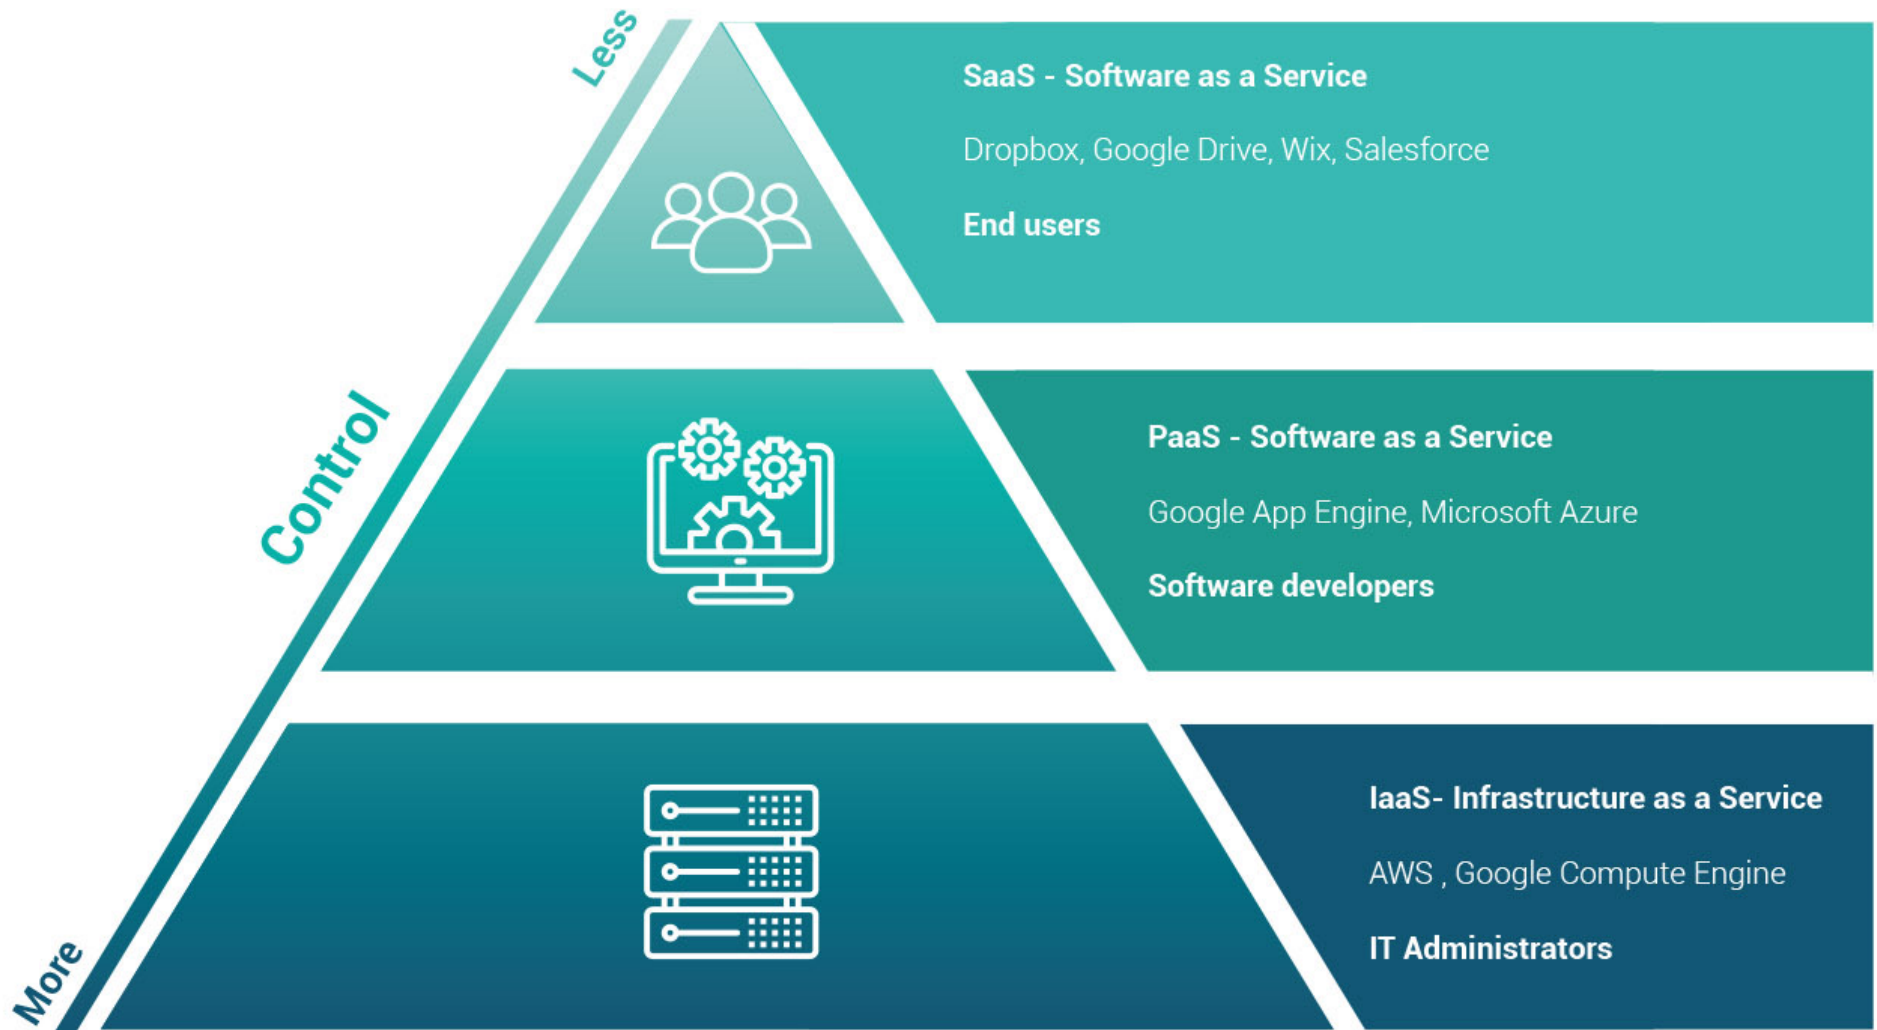 Less
Control
More
SaaS - Software as a Service
Dropbox, Google Drive, Wix, Salesforce
End users
PaaS - Software as a Service
Google App Engine, Microsoft Azure
Software developers
IaaS- Infrastructure as a Service
AWS , Google Compute Engine
IT Administrators